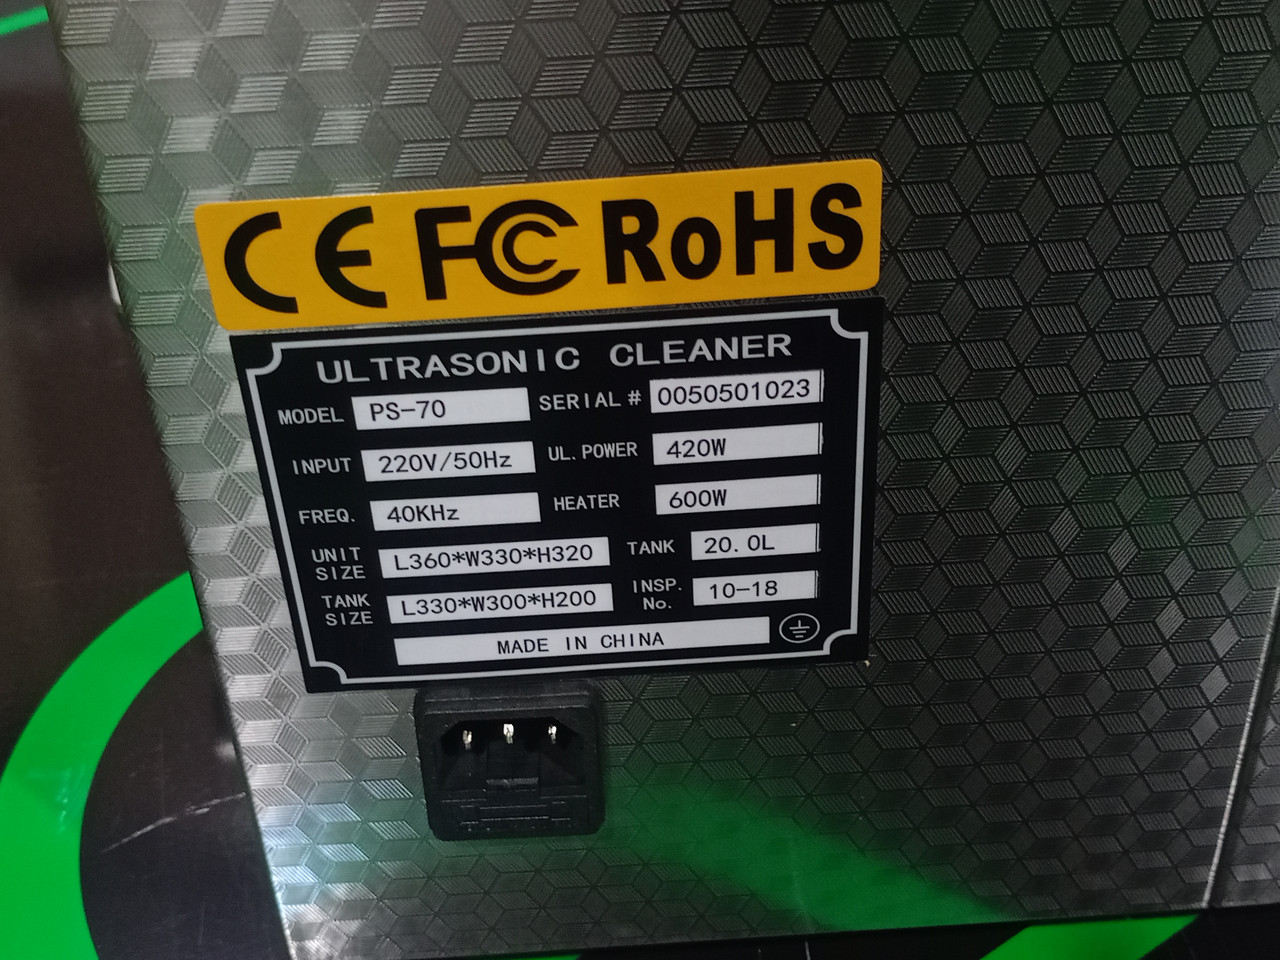 CE FC RoHS
ULTRASONIC CLEANER
MODEL PS-70 SERIAL # 0050501023
INPUT 220V/50Hz UL. POWER 420W
FREQ. 40KHz HEATER 600W
UNIT SIZE L360*W330*H320 TANK 20.0L
TANK SIZE L330*W300*H200 INSP. No. 10-18
MADE IN CHINA